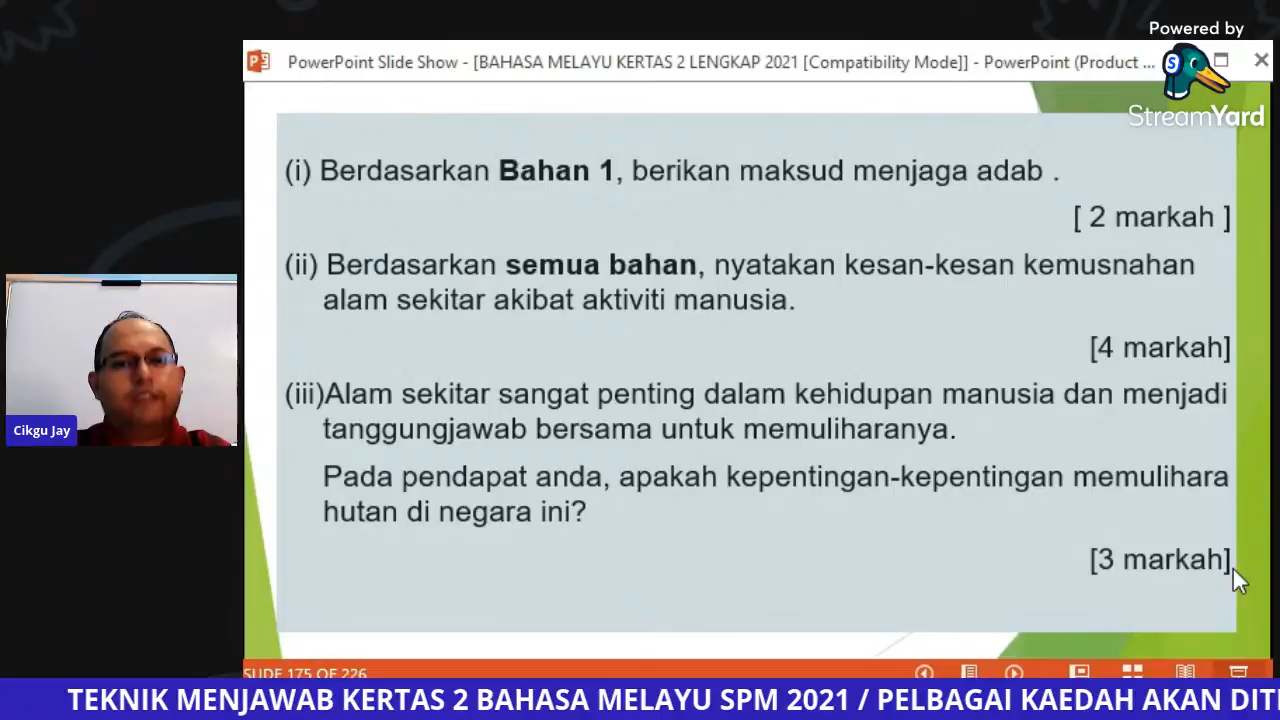 Powered by
StreamYard
PowerPoint Slide Show - [BAHASA MELAYU KERTAS 2 LENGKAP 2021 [Compatibility Mode]] - PowerPoint (Product ...
(i) Berdasarkan Bahan 1, berikan maksud menjaga adab .
[ 2 markah ]
(ii) Berdasarkan semua bahan, nyatakan kesan-kesan kemusnahan
alam sekitar akibat aktiviti manusia.
[4 markah]
(iii)Alam sekitar sangat penting dalam kehidupan manusia dan menjadi
tanggungjawab bersama untuk memuliharanya.
Pada pendapat anda, apakah kepentingan-kepentingan memulihara
hutan di negara ini?
[3 markah]
Cikgu Jay
SLIDE 175 OF 226
TEKNIK MENJAWAB KERTAS 2 BAHASA MELAYU SPM 2021 / PELBAGAI KAEDAH AKAN